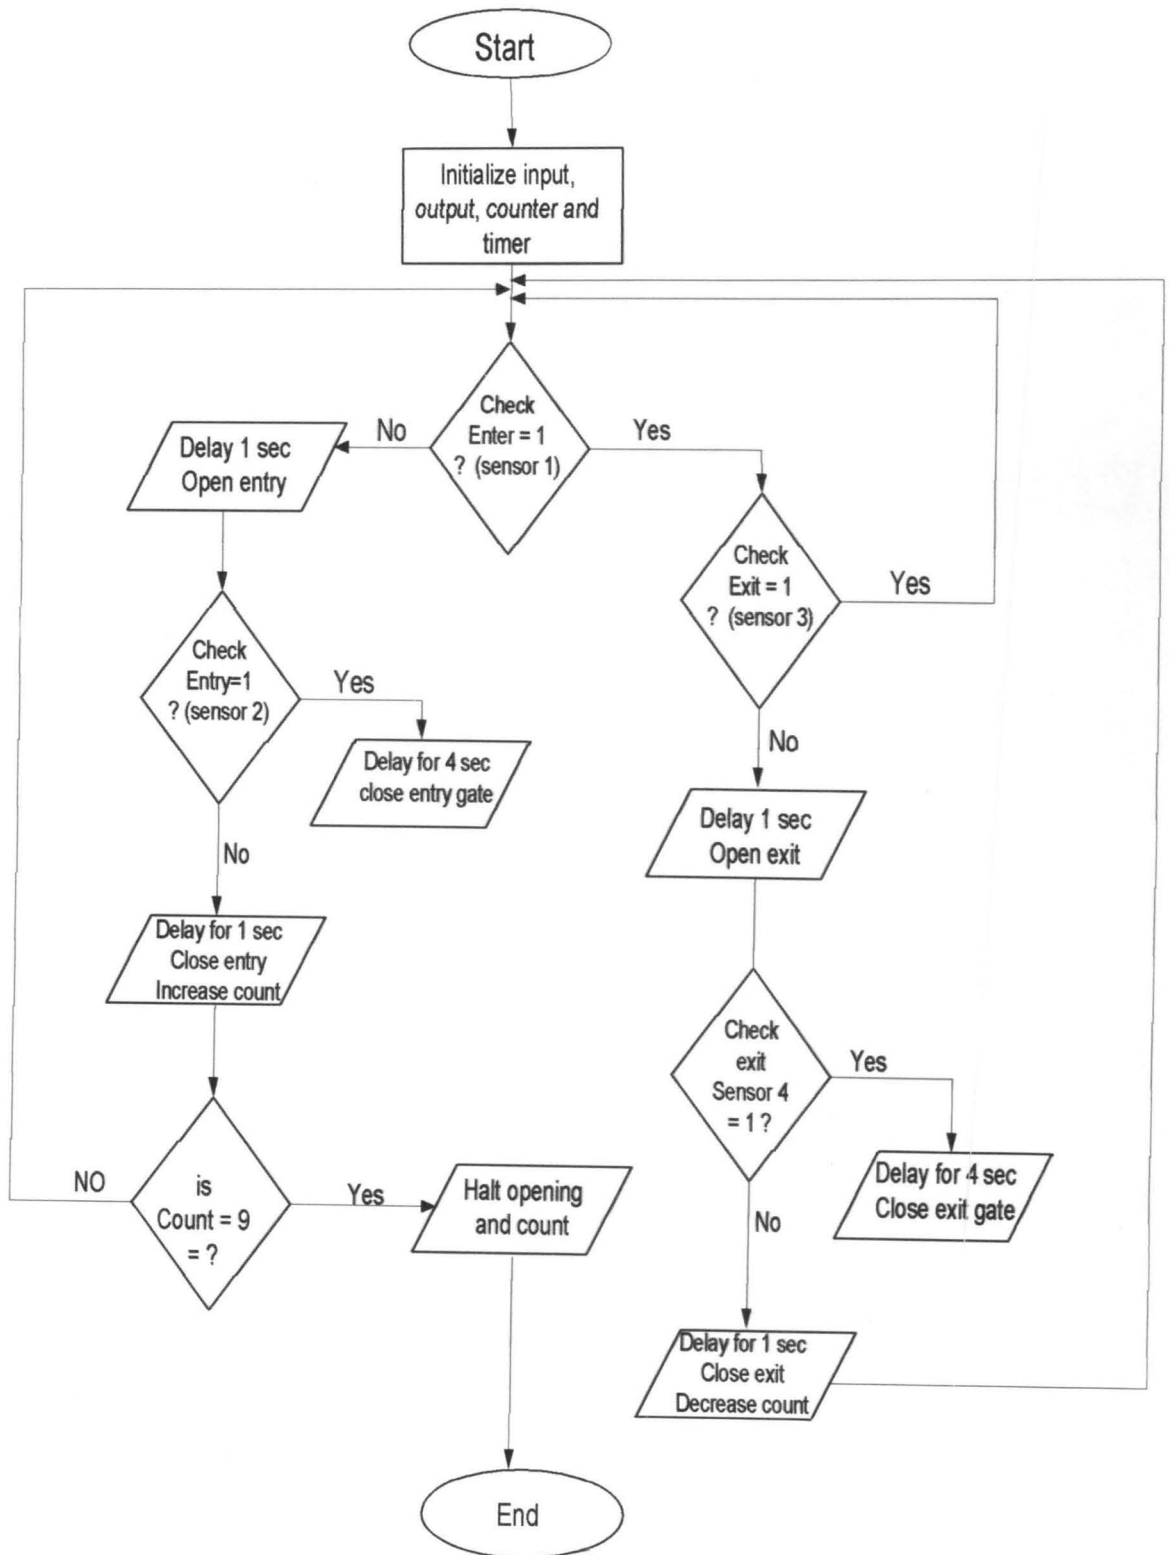 Start
Initialize input,
output, counter and
timer
Check
Enter = 1
? (sensor 1)
No
Yes
Delay 1 sec
Open entry
Check
Exit = 1
? (sensor 3)
Yes
Check
Entry=1
? (sensor 2)
Yes
Delay for 4 sec
close entry gate
No
Delay 1 sec
Open exit
No
Delay for 1 sec
Close entry
Increase count
Check
exit
Sensor 4
= 1 ?
Yes
Delay for 4 sec
Close exit gate
NO
is
Count = 9
= ?
Yes
Halt opening
and count
No
Delay for 1 sec
Close exit
Decrease count
End